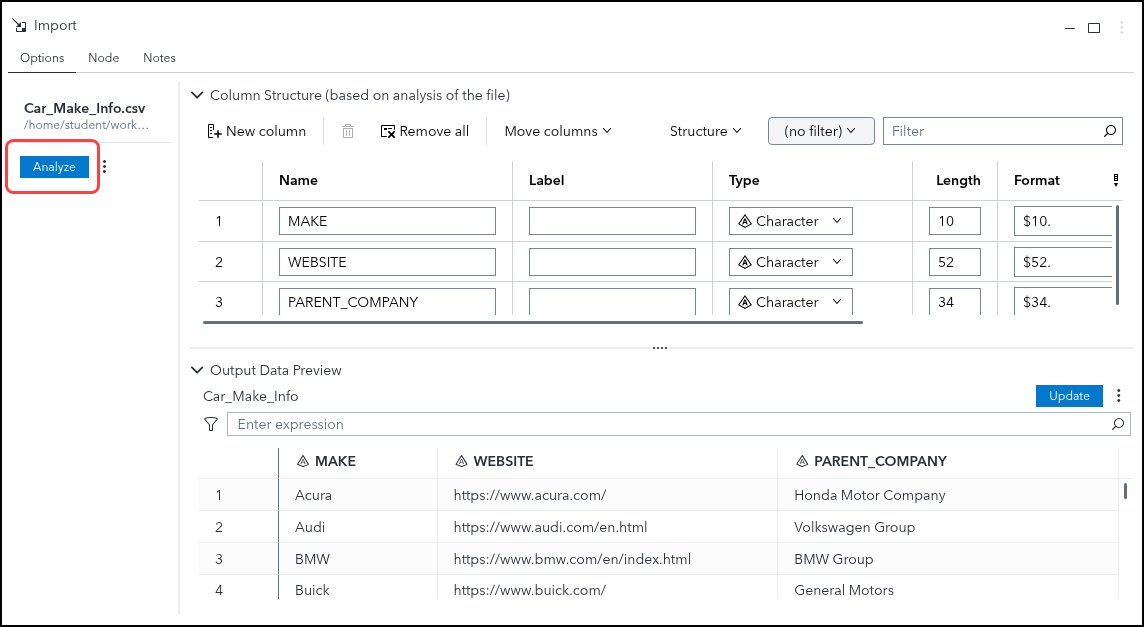 Import
Options Node Notes
Car_Make_Info.csv
/home/student/work...
Analyze
Column Structure (based on analysis of the file)
New column Remove all Move columns Structure (no filter) Filter
Name Label Type Length Format
1 MAKE Character 10 $10.
2 WEBSITE Character 52 $52.
3 PARENT_COMPANY Character 34 $34.
Output Data Preview
Car_Make_Info Update
Enter expression
MAKE WEBSITE PARENT_COMPANY
1 Acura https://www.acura.com/ Honda Motor Company
2 Audi https://www.audi.com/en.html Volkswagen Group
3 BMW https://www.bmw.com/en/index.html BMW Group
4 Buick https://www.buick.com/ General Motors